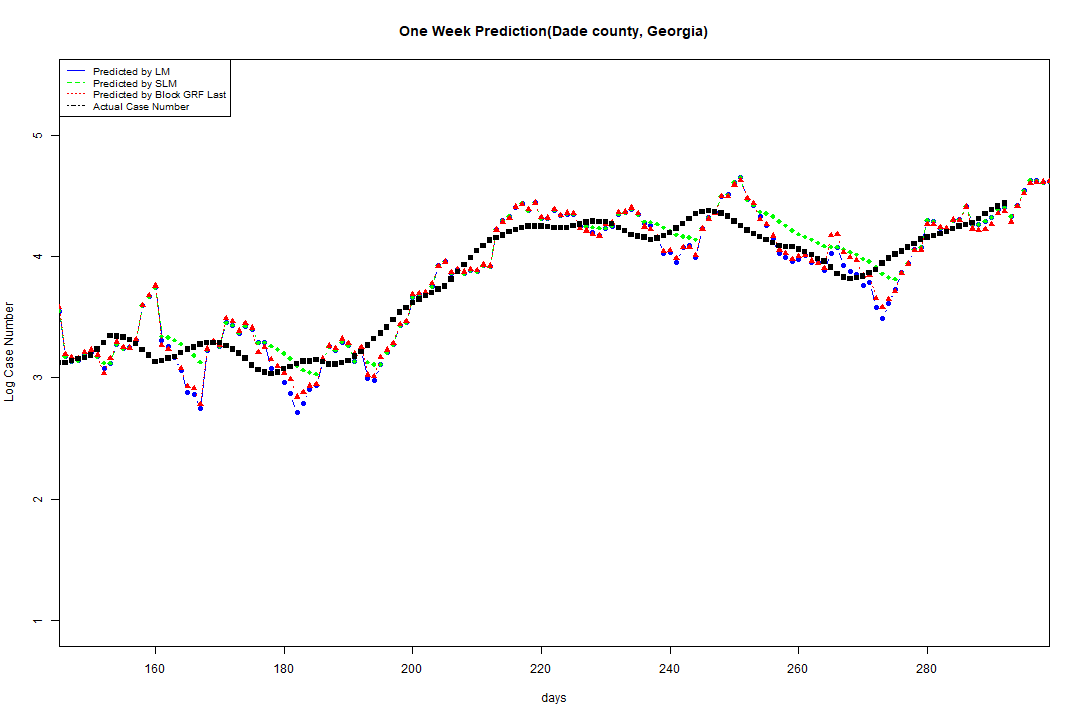 One Week Prediction(Dade county, Georgia)
Predicted by LM
Predicted by SLM
Predicted by Block GRF Last
Actual Case Number
5
4
3
2
1
Log Case Number
160 180 200 220 240 260 280
days